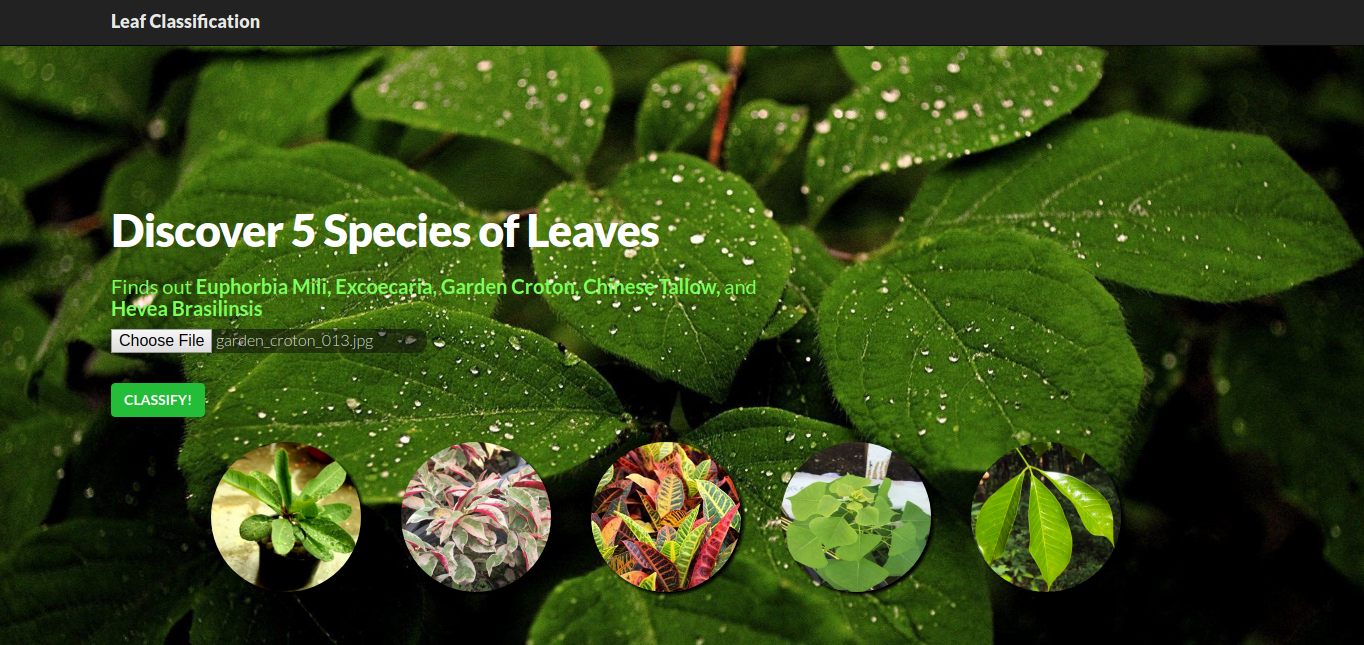 Leaf Classification
Discover 5 Species of Leaves
Finds out Euphorbia Mili, Excoecaria, Garden Croton, Chinese Tallow, and
Hevea Brasilinsis
Choose File garden_croton_013.jpg
CLASSIFY!